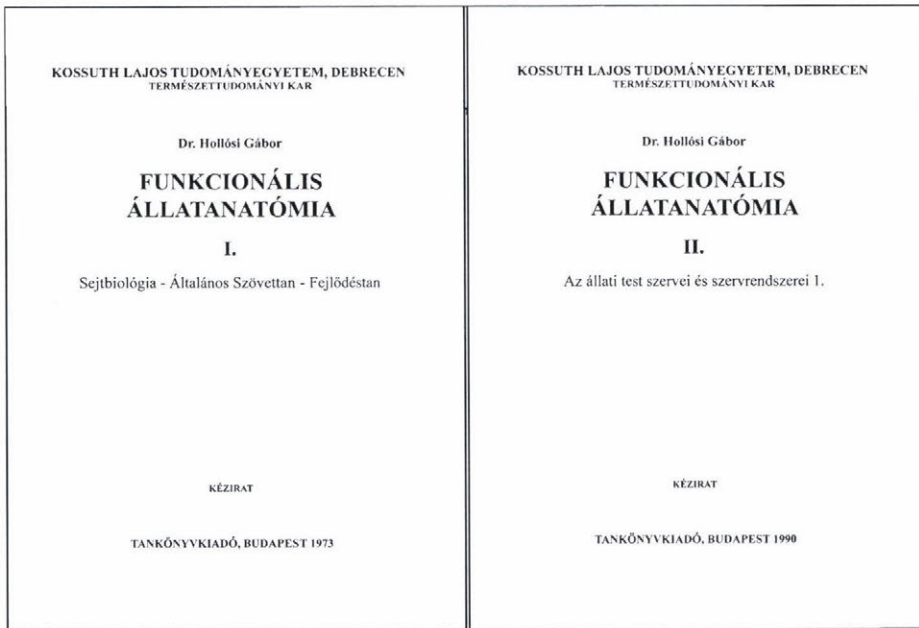 KOSSUTH LAJOS TUDOMÁNYEGYETEM, DEBRECEN
TERMÉSZETTUDOMÁNYI KAR
Dr. Hollósi Gábor
FUNKCIONÁLIS
ÁLLATANATÓMIA
I.
Sejtbiológia - Általános Szövettan - Fejlődéstan
KÉZIRAT
TANKÖNYVKIADÓ, BUDAPEST 1973
KOSSUTH LAJOS TUDOMÁNYEGYETEM, DEBRECEN
TERMÉSZETTUDOMÁNYI KAR
Dr. Hollósi Gábor
FUNKCIONÁLIS
ÁLLATANATÓMIA
II.
Az állati test szervei és szervrendszerei 1.
KÉZIRAT
TANKÖNYVKIADÓ, BUDAPEST 1990